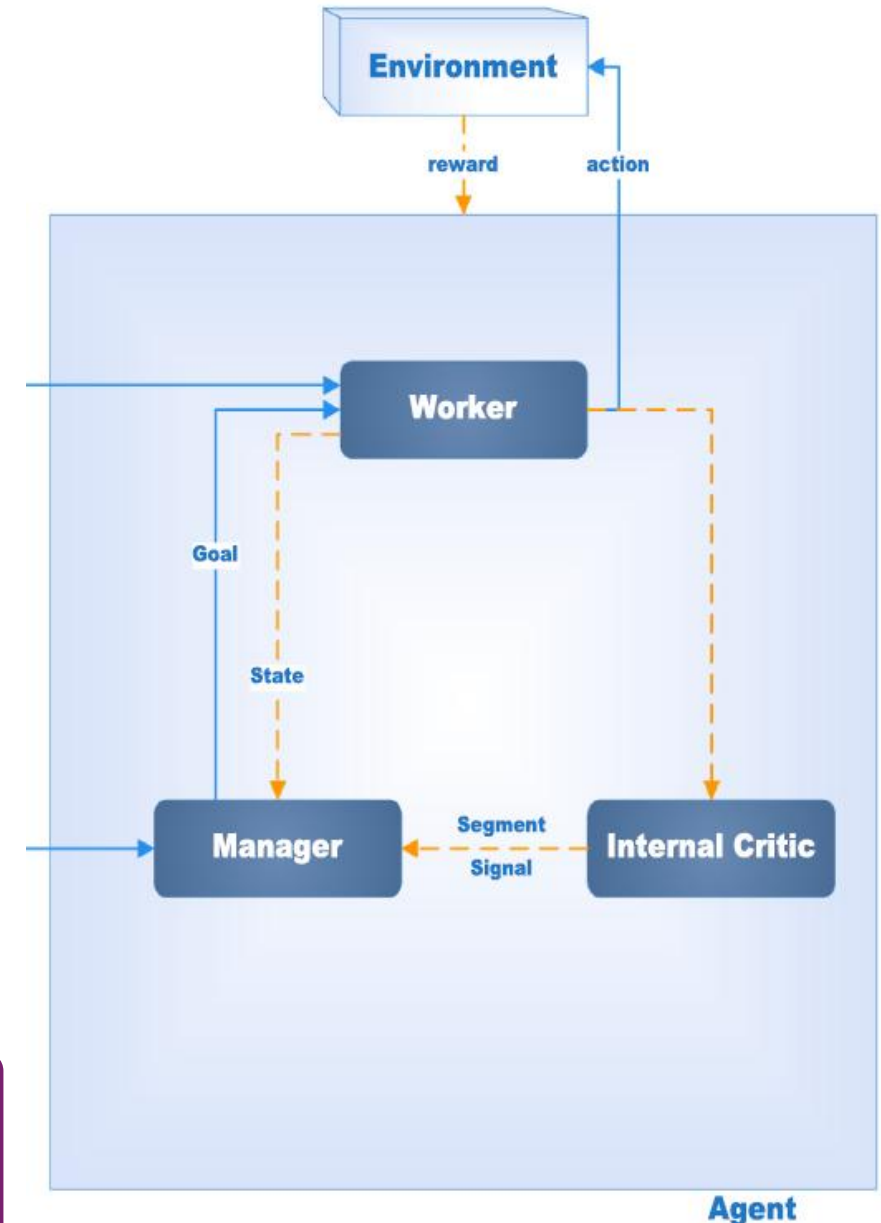 Environment
reward
action
Worker
Goal
State
Manager
Segment
Signal
Internal Critic
Agent